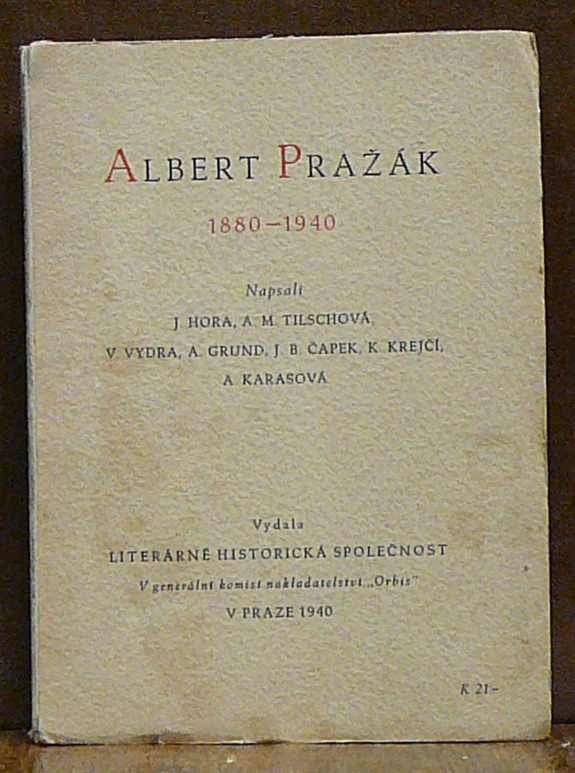 ALBERT PRAŽÁK
1880–1940
Napsali
J. HORA, A. M. TILSCHOVÁ,
V. VYDRA, A. GRUND, J. B. ČAPEK, K. KREJČÍ,
A. KARASOVÁ
Vydala
LITERÁRNĚ HISTORICKÁ SPOLEČNOST
V generální komisi nakladatelství „Orbis“
V PRAZE 1940
K 21–